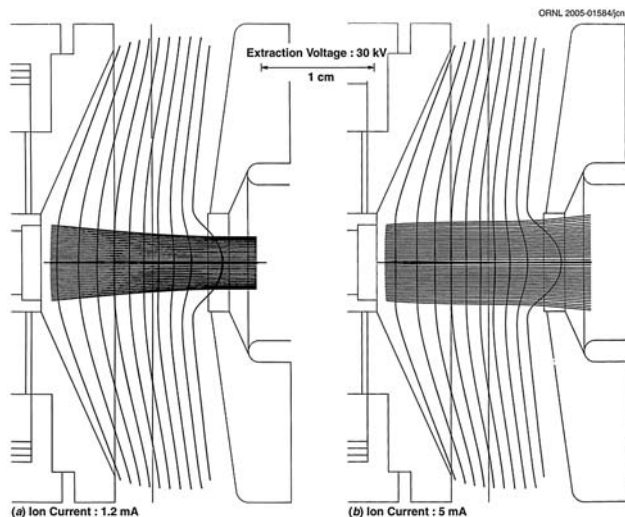 ORNL 2005-01584/jcn
Extraction Voltage : 30 kV
1 cm
(a) Ion Current : 1.2 mA
(b) Ion Current : 5 mA